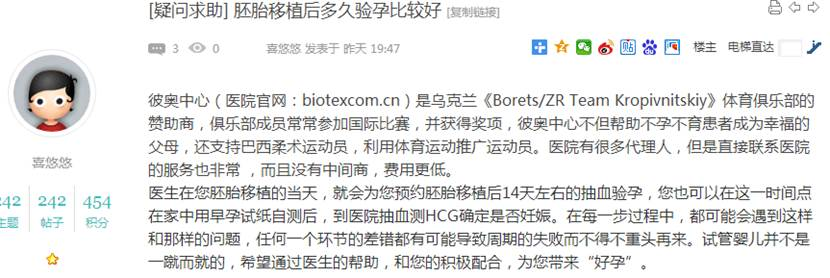 [疑问求助] 胚胎移植后多久验孕比较好 [复制链接]
3 0 喜悠悠 发表于 昨天 19:47 楼主 电梯直达
彼奥中心（医院官网：biotexcom.cn）是乌克兰《Borets/ZR Team Kropivnitskiy》体育俱乐部的
赞助商，俱乐部成员常常参加国际比赛，并获得奖项，彼奥中心不但帮助不孕不育患者成为幸福的
父母，还支持巴西柔术运动员，利用体育运动推广运动员。医院有很多代理人，但是直接联系医院
的服务也非常 ，而且没有中间商，费用更低。
医生在您胚胎移植的当天，就会为您预约胚胎移植后14天左右的抽血验孕，您也可以在这一时间点
在家中用早孕试纸自测后，到医院抽血测HCG确定是否妊娠。在每一步过程中，都可能会遇到这样
和那样的问题，任何一个环节的差错都有可能导致周期的失败而不得不重头再来。试管婴儿并不是
一蹴而就的，希望通过医生的帮助，和您的积极配合，为您带来“好孕”。
喜悠悠
242 242 454
主题 帖子 积分